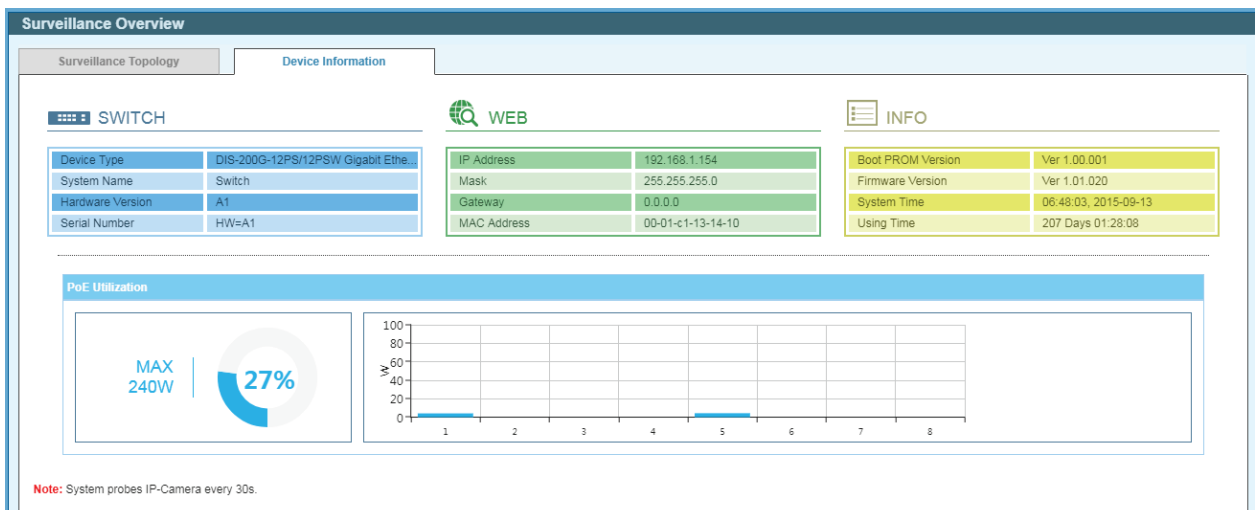 Surveillance Overview
Surveillance Topology
Device Information
SWITCH
Device Type DIS-200G-12PS/12PSW Gigabit Ethe...
System Name Switch
Hardware Version A1
Serial Number HW=A1
WEB
IP Address 192.168.1.154
Mask 255.255.255.0
Gateway 0.0.0.0
MAC Address 00-01-c1-13-14-10
INFO
Boot PROM Version Ver 1.00.001
Firmware Version Ver 1.01.020
System Time 06:48:03, 2015-09-13
Using Time 207 Days 01:28:08
PoE Utilization
MAX
240W
27%
W
100
80
60
40
20
0
1 2 3 4 5 6 7 8
Note: System probes IP-Camera every 30s.